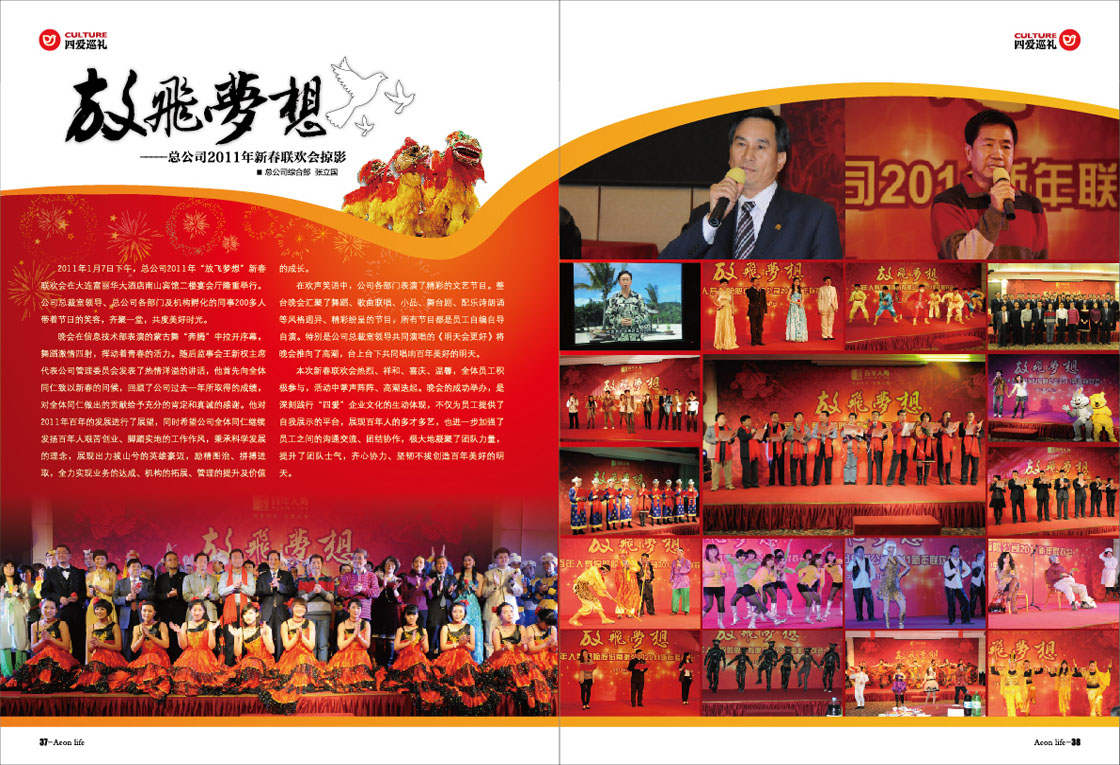 CULTURE
四爱巡礼
放飛夢想
——总公司2011年新春联欢会掠影
■ 总公司综合部 张立国
2011年1月7日下午，总公司2011年“放飞梦想”新春
联欢会在大连富丽华大酒店南山宾馆二楼宴会厅隆重举行。
公司总裁室领导、总公司各部门及机构孵化的同事200多人
带着节日的笑容，齐聚一堂，共度美好时光。
晚会在信息技术部表演的蒙古舞“奔腾”中拉开序幕，
舞蹈激情四射，挥动着青春的活力。随后监事会王新权主席
代表公司管理委员会发表了热情洋溢的讲话，他首先向全体
同仁致以新春的问候，回顾了公司过去一年所取得的成绩，
对全体同仁做出的贡献给予充分的肯定和真诚的感谢。他对
2011年百年的发展进行了展望，同时希望公司全体同仁继续
发扬百年人艰苦创业、脚踏实地的工作作风，秉承科学发展
的理念，展现出力拔山兮的英雄豪迈，励精图治、拼搏进
取，全力实现业务的达成、机构的拓展、管理的提升及价值
的成长。
在欢声笑语中，公司各部门表演了精彩的文艺节目。整
台晚会汇聚了舞蹈、歌曲联唱、小品、舞台剧、配乐诗朗诵
等风格迥异、精彩纷呈的节目，所有节目都是员工自编自导
自演。特别是公司总裁室领导共同演唱的《明天会更好》将
晚会推向了高潮，台上台下共同唱响百年美好的明天。
本次新春联欢会热烈、祥和、喜庆、温馨，全体员工积
极参与，活动中掌声阵阵、高潮迭起。晚会的成功举办，是
深刻践行“四爱”企业文化的生动体现，不仅为员工提供了
自我展示的平台，展现百年人的多才多艺，也进一步加强了
员工之间的沟通交流、团结协作，极大地凝聚了团队力量，
提升了团队士气，齐心协力、坚韧不拔创造百年美好的明
天。
百年人寿
放飛夢想
37-Aeon life
CULTURE
四爱巡礼
司2011新年联
放飛夢想
放飛夢想
放飛夢想
放飛夢想
放飛夢想
放飛夢想
放飛夢想
Aeon life-38